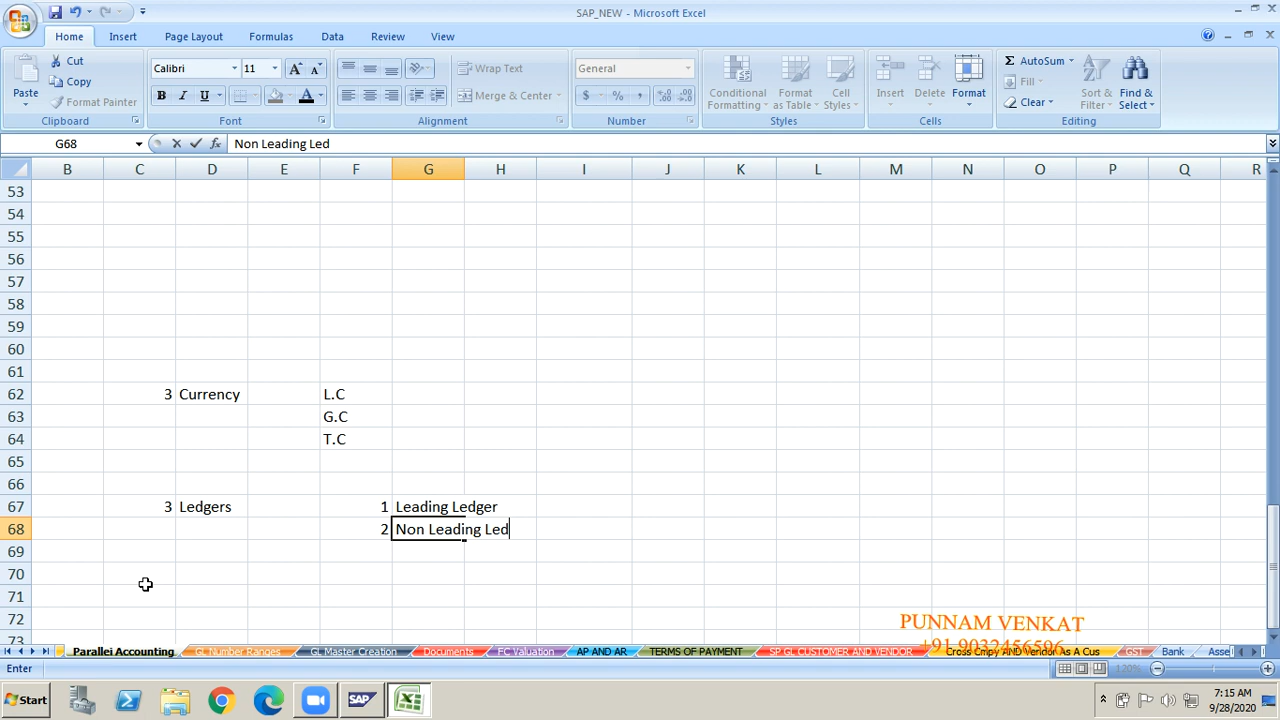 SAP_NEW - Microsoft Excel
Home Insert Page Layout Formulas Data Review View
Cut
Copy
Format Painter
Paste
Clipboard
Calibri 11
B I U
Font
Wrap Text
Merge & Center
Alignment
General
$ % ,
Number
Conditional Formatting
Format as Table
Cell Styles
Styles
Insert Delete Format
Cells
Σ AutoSum
Fill
Clear
Sort & Filter
Find & Select
Editing
G68 fx Non Leading Led
B C D E F G H I J K L M N O P Q R
53
54
55
56
57
58
59
60
61
62 3 Currency L.C
63 G.C
64 T.C
65
66
67 3 Ledgers 1 Leading Ledger
68 2 Non Leading Led
69
70
71
72
73
PUNNAM VENKAT
+91 9032456596
Parallel Accounting GL Number Ranges GL Master Creation Documents FC Valuation AP AND AR TERMS OF PAYMENT SP GL CUSTOMER AND VENDOR Cross Cmpy AND Vendor As A Cus GST Bank Asse
Enter 130%
Start SAP 7:15 AM
9/28/2020